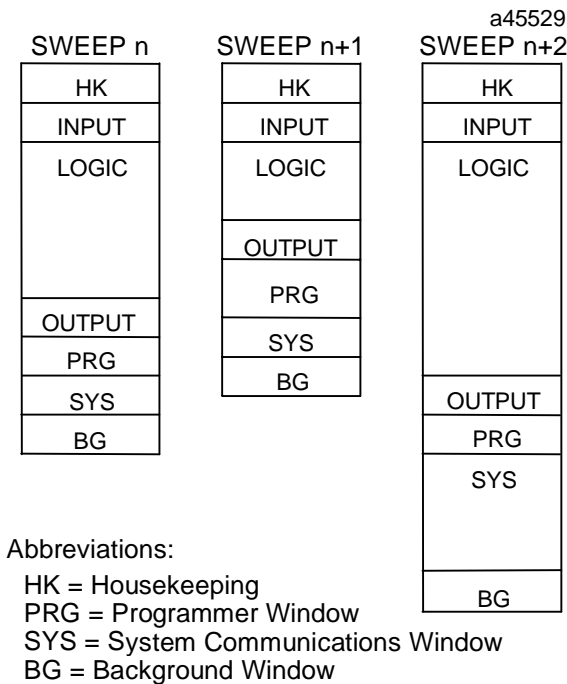 a45529
SWEEP n
HK
INPUT
LOGIC
OUTPUT
PRG
SYS
BG
SWEEP n+1
HK
INPUT
LOGIC
OUTPUT
PRG
SYS
BG
SWEEP n+2
HK
INPUT
LOGIC
OUTPUT
PRG
SYS
BG
Abbreviations:
HK = Housekeeping
PRG = Programmer Window
SYS = System Communications Window
BG = Background Window